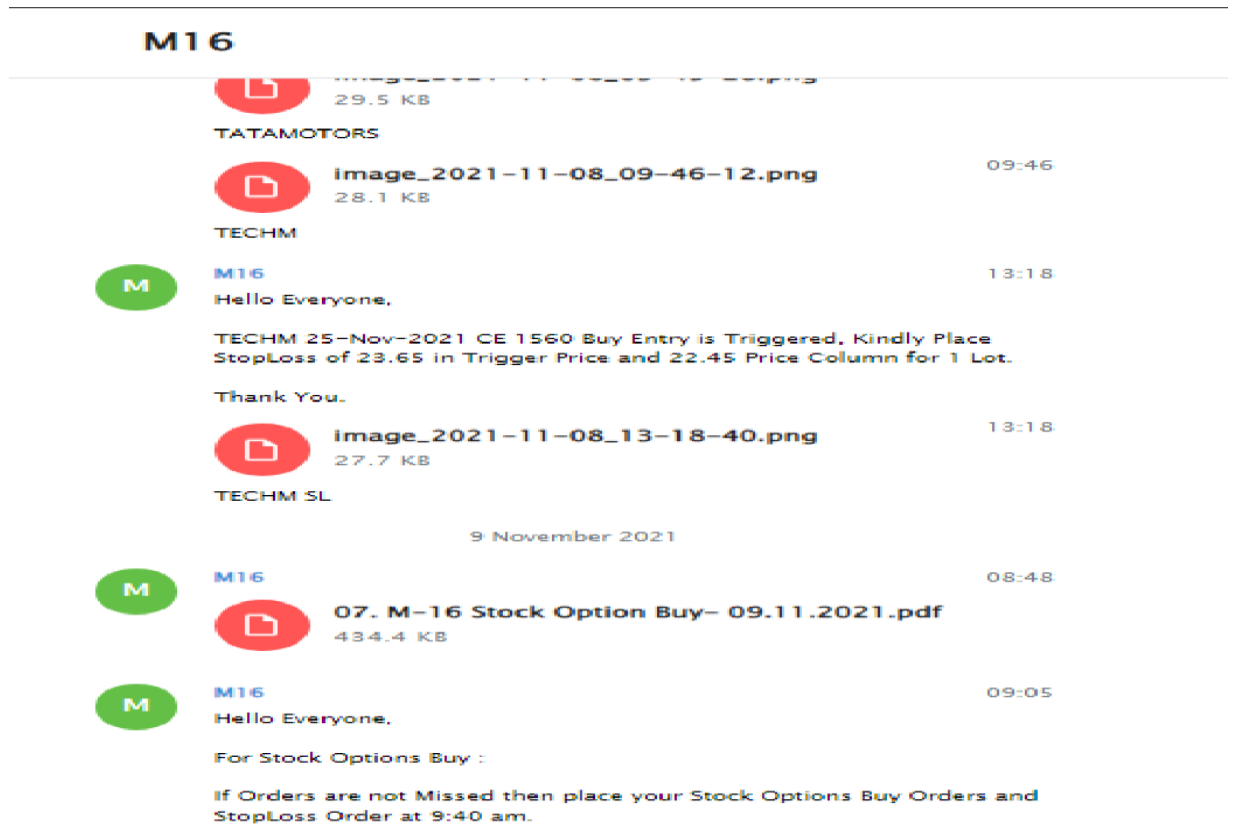 M16
29.5 KB
TATAMOTORS
image_2021-11-08_09-46-12.png
09:46
28.1 KB
TECHM
M
M16
13:18
Hello Everyone,
TECHM 25-Nov-2021 CE 1560 Buy Entry is Triggered, Kindly Place
StopLoss of 23.65 in Trigger Price and 22.45 Price Column for 1 Lot.
Thank You.
image_2021-11-08_13-18-40.png
13:18
27.7 KB
TECHM SL
9 November 2021
M
M16
08:48
07. M-16 Stock Option Buy- 09.11.2021.pdf
434.4 KB
M
M16
09:05
Hello Everyone,
For Stock Options Buy :
If Orders are not Missed then place your Stock Options Buy Orders and
StopLoss Order at 9:40 am.